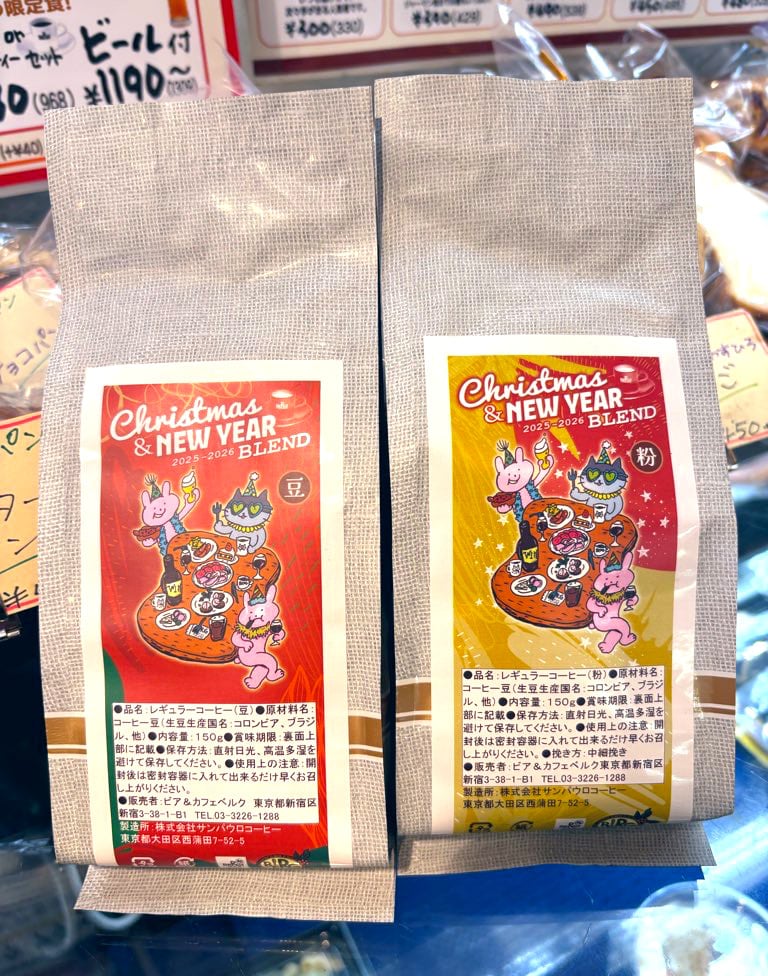 定食!
or
セット
ビール付
¥1190~
(968)
(+¥40)
¥300(330)
Christmas
& NEW YEAR
2025-2026 BLEND
豆
●品名:レギュラーコーヒー(豆)●原材料名:
コーヒー豆(生豆生産国名:コロンビア、ブラジ
ル、他)●内容量:150g●賞味期限:裏面上
部に記載●保存方法:直射日光、高温多湿を
避けて保存してください。●使用上の注意:開
封後は密封容器に入れて出来るだけ早くお召
し上がりください。
●販売者:ビア&カフェベルク 東京都新宿区
新宿3-38-1-B1 TEL.03-3226-1288
製造所:株式会社サンパウロコーヒー
東京都大田区西蒲田7-52-5
Christmas
& NEW YEAR
2025-2026 BLEND
粉
●品名:レギュラーコーヒー(粉)●原材料名:
コーヒー豆(生豆生産国名:コロンビア、ブラジ
ル、他)●内容量:150g●賞味期限:裏面上
部に記載●保存方法:直射日光、高温多湿を
避けて保存してください。●使用上の注意:開
封後は密封容器に入れて出来るだけ早くお召
し上がりください。●挽き方:中細挽き
●販売者:ビア&カフェベルク東京都新宿区
新宿3-38-1-B1 TEL.03-3226-1288
製造所:株式会社サンパウロコーヒー
東京都大田区西蒲田7-52-5